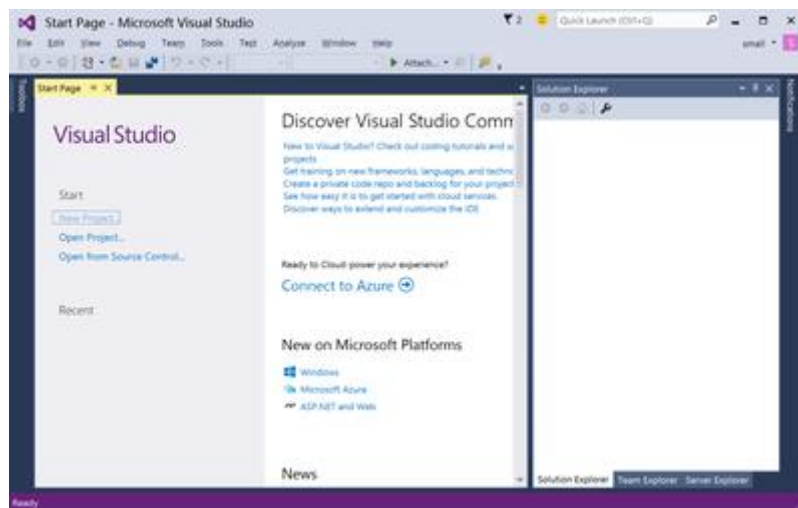 Start Page - Microsoft Visual Studio
2
Quick Launch (Ctrl+Q)
File Edit View Debug Team Tools Test Analyze Window Help
small
Attach...
Toolbox
Start Page
Solution Explorer
Notifications
Visual Studio
Start
New Project...
Open Project...
Open from Source Control...
Recent
Discover Visual Studio Comm
New to Visual Studio? Check out coding tutorials and
projects
Get training on new frameworks, languages, and
Create a private code repo and backlog for your project
See how easy it is to get started with cloud services.
Discover ways to extend and customize the IDE
Ready to Cloud-power your experience?
Connect to Azure
New on Microsoft Platforms
Windows
Microsoft Azure
ASP.NET and Web
News
Solution Explorer Team Explorer Server Explorer
Ready